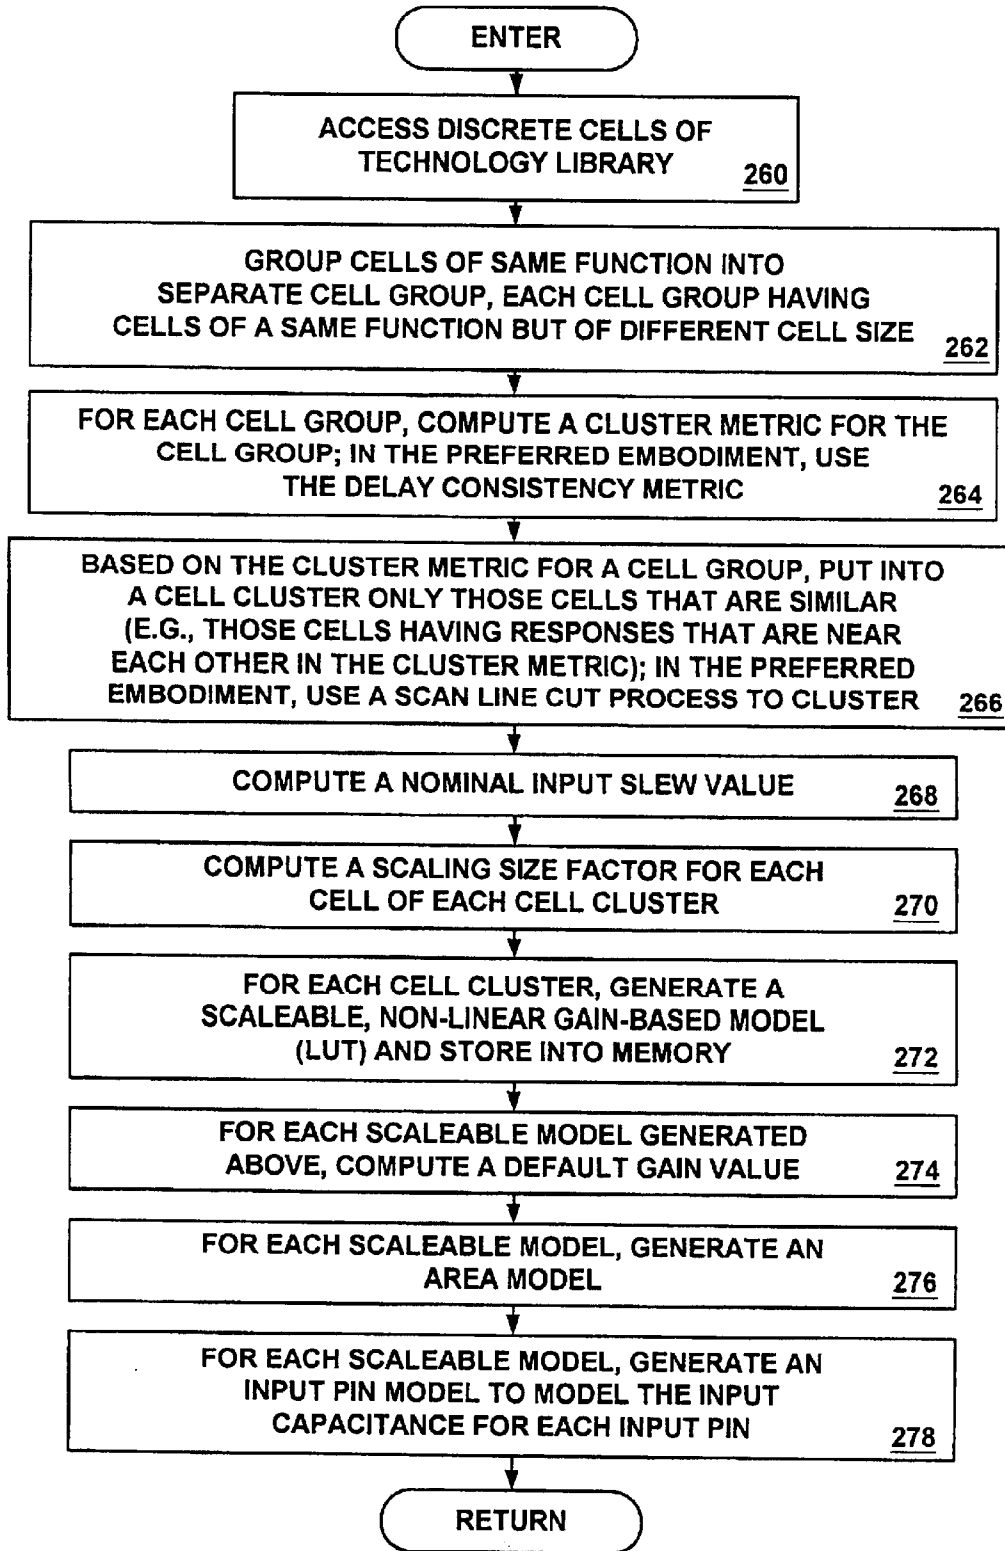 ENTER
ACCESS DISCRETE CELLS OF
TECHNOLOGY LIBRARY
260
GROUP CELLS OF SAME FUNCTION INTO
SEPARATE CELL GROUP, EACH CELL GROUP HAVING
CELLS OF A SAME FUNCTION BUT OF DIFFERENT CELL SIZE
262
FOR EACH CELL GROUP, COMPUTE A CLUSTER METRIC FOR THE
CELL GROUP; IN THE PREFERRED EMBODIMENT, USE
THE DELAY CONSISTENCY METRIC
264
BASED ON THE CLUSTER METRIC FOR A CELL GROUP, PUT INTO
A CELL CLUSTER ONLY THOSE CELLS THAT ARE SIMILAR
(E.G., THOSE CELLS HAVING RESPONSES THAT ARE NEAR
EACH OTHER IN THE CLUSTER METRIC); IN THE PREFERRED
EMBODIMENT, USE A SCAN LINE CUT PROCESS TO CLUSTER
266
COMPUTE A NOMINAL INPUT SLEW VALUE
268
COMPUTE A SCALING SIZE FACTOR FOR EACH
CELL OF EACH CELL CLUSTER
270
FOR EACH CELL CLUSTER, GENERATE A
SCALEABLE, NON-LINEAR GAIN-BASED MODEL
(LUT) AND STORE INTO MEMORY
272
FOR EACH SCALEABLE MODEL GENERATED
ABOVE, COMPUTE A DEFAULT GAIN VALUE
274
FOR EACH SCALEABLE MODEL, GENERATE AN
AREA MODEL
276
FOR EACH SCALEABLE MODEL, GENERATE AN
INPUT PIN MODEL TO MODEL THE INPUT
CAPACITANCE FOR EACH INPUT PIN
278
RETURN